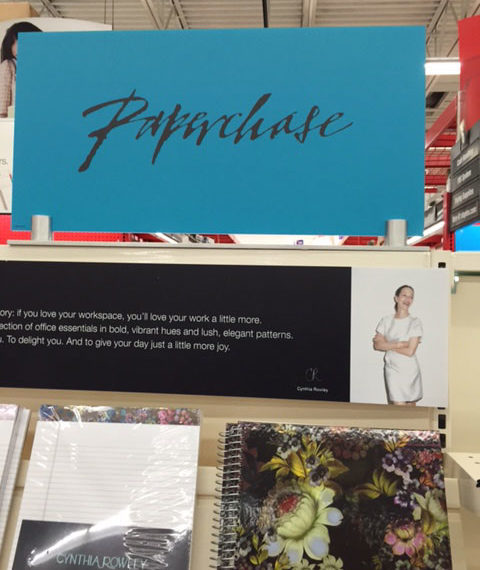 Paperchase
ory: if you love your workspace, you'll love your work a little more.
ection of office essentials in bold, vibrant hues and lush, elegant patterns.
. To delight you. And to give your day just a little more joy.
CR
Cynthia Rowley
CYNTHIA ROWLEY